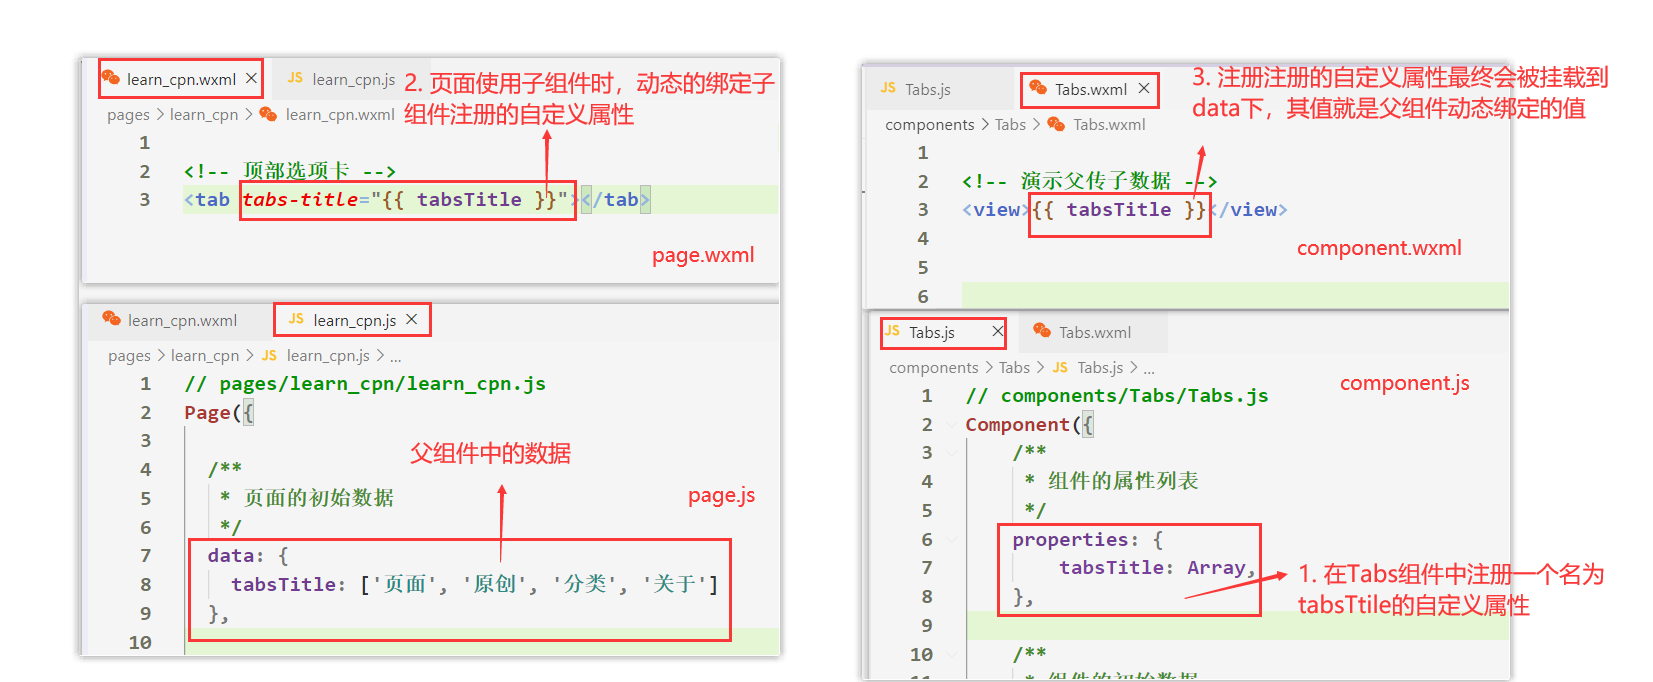 learn_cpn.wxml ×
JS learn_cpn.js
2. 页面使用子组件时，动态的绑定子
组件注册的自定义属性
pages > learn_cpn > learn_cpn.wxml
1
2 <!-- 顶部选项卡 -->
3 <tab tabs-title="{{ tabsTitle }}"></tab>
page.wxml
learn_cpn.wxml
JS learn_cpn.js ×
pages > learn_cpn > JS learn_cpn.js > ...
1 // pages/learn_cpn/learn_cpn.js
2 Page({
3
父组件中的数据
4 /**
5 * 页面的初始数据
page.js
6 */
7 data: {
8 tabsTitle: ['页面', '原创', '分类', '关于']
9 },
10
JS Tabs.js
Tabs.wxml ×
3. 注册注册的自定义属性最终会被挂载到
data下，其值就是父组件动态绑定的值
components > Tabs > Tabs.wxml
1
2 <!-- 演示父传子数据 -->
3 <view>{{ tabsTitle }}</view>
4
component.wxml
5
6
JS Tabs.js ×
Tabs.wxml
components > Tabs > JS Tabs.js > ...
component.js
1 // components/Tabs/Tabs.js
2 Component({
3 /**
4 * 组件的属性列表
5 */
6 properties: {
7 tabsTitle: Array,
8 },
1. 在Tabs组件中注册一个名为
tabsTtile的自定义属性
9
10 /**